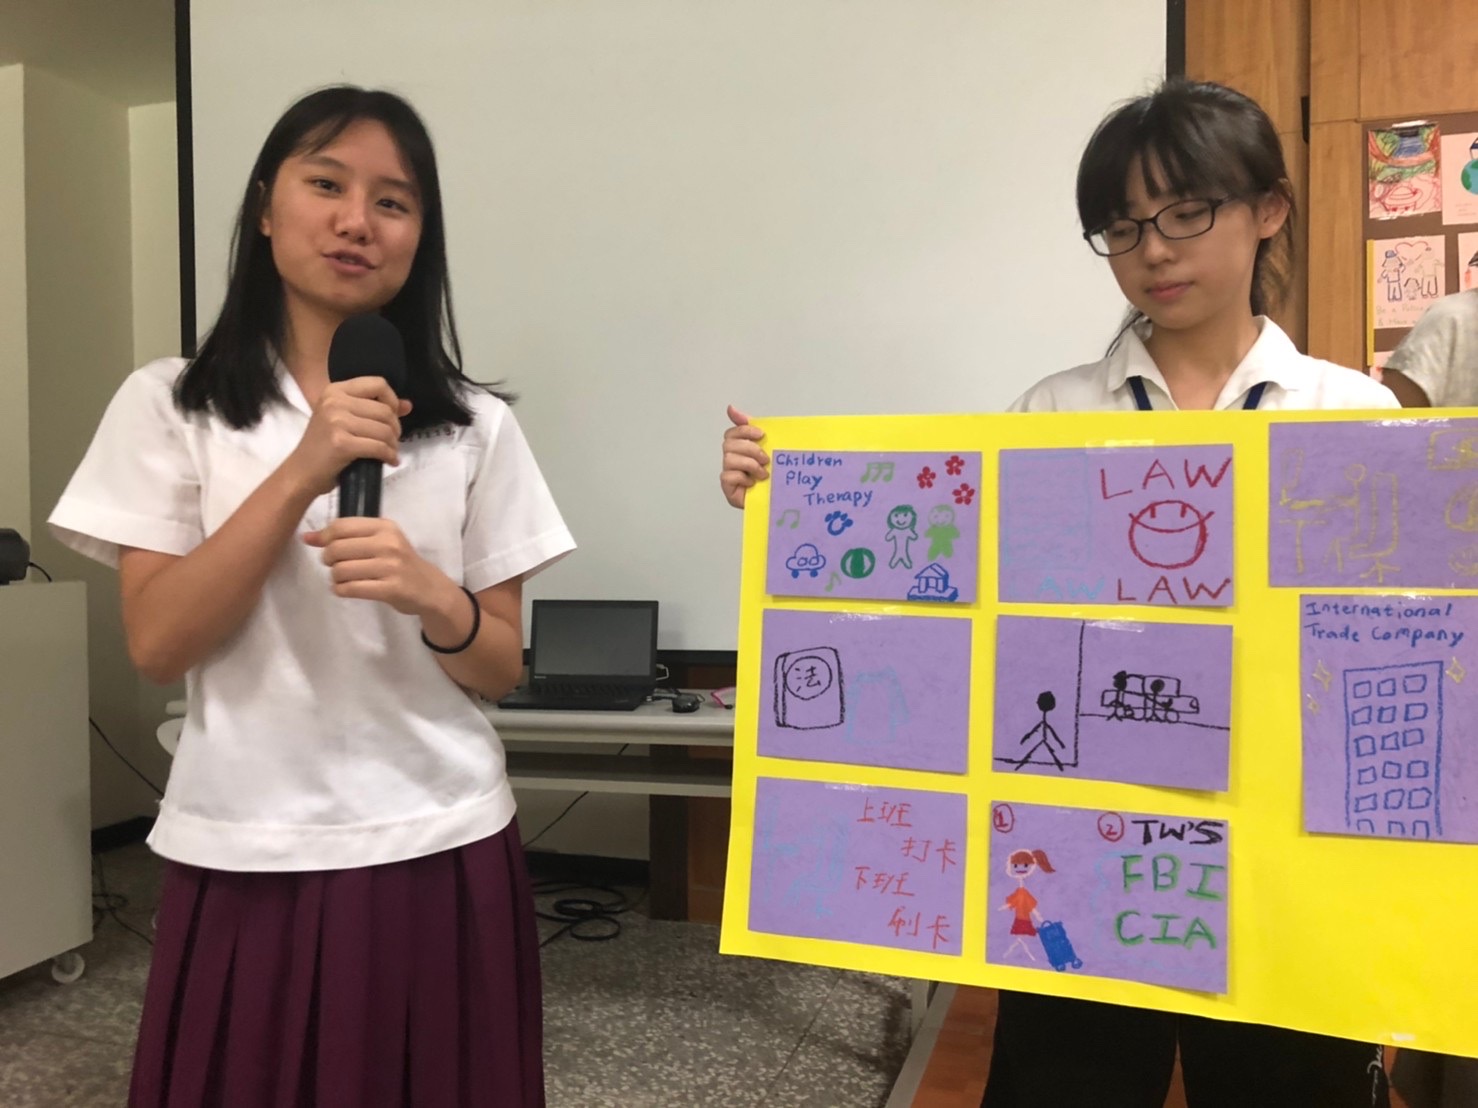 Children
Play
Therapy
LAW
LAW
LAW
International
Trade Company
法
上班
打卡
下班
刷卡
1
2 TW'S
FBI
CIA